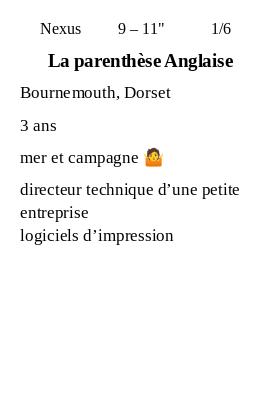 Nexus 9 – 11" 1/6
La parenthèse Anglaise
Bournemouth, Dorset
3 ans
mer et campagne 🤷
directeur technique d’une petite
entreprise
logiciels d’impression